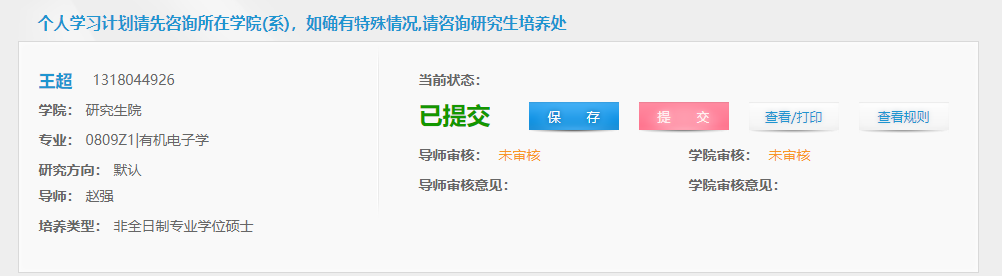 个人学习计划请先咨询所在学院(系)，如确有特殊情况,请咨询研究生培养处
王超 1318044926
学院： 研究生院
专业： 0809Z1|有机电子学
研究方向： 默认
导师： 赵强
培养类型： 非全日制专业学位硕士
当前状态：
已提交 保 存 提 交 查看/打印 查看规则
导师审核： 未审核 学院审核： 未审核
导师审核意见： 学院审核意见：